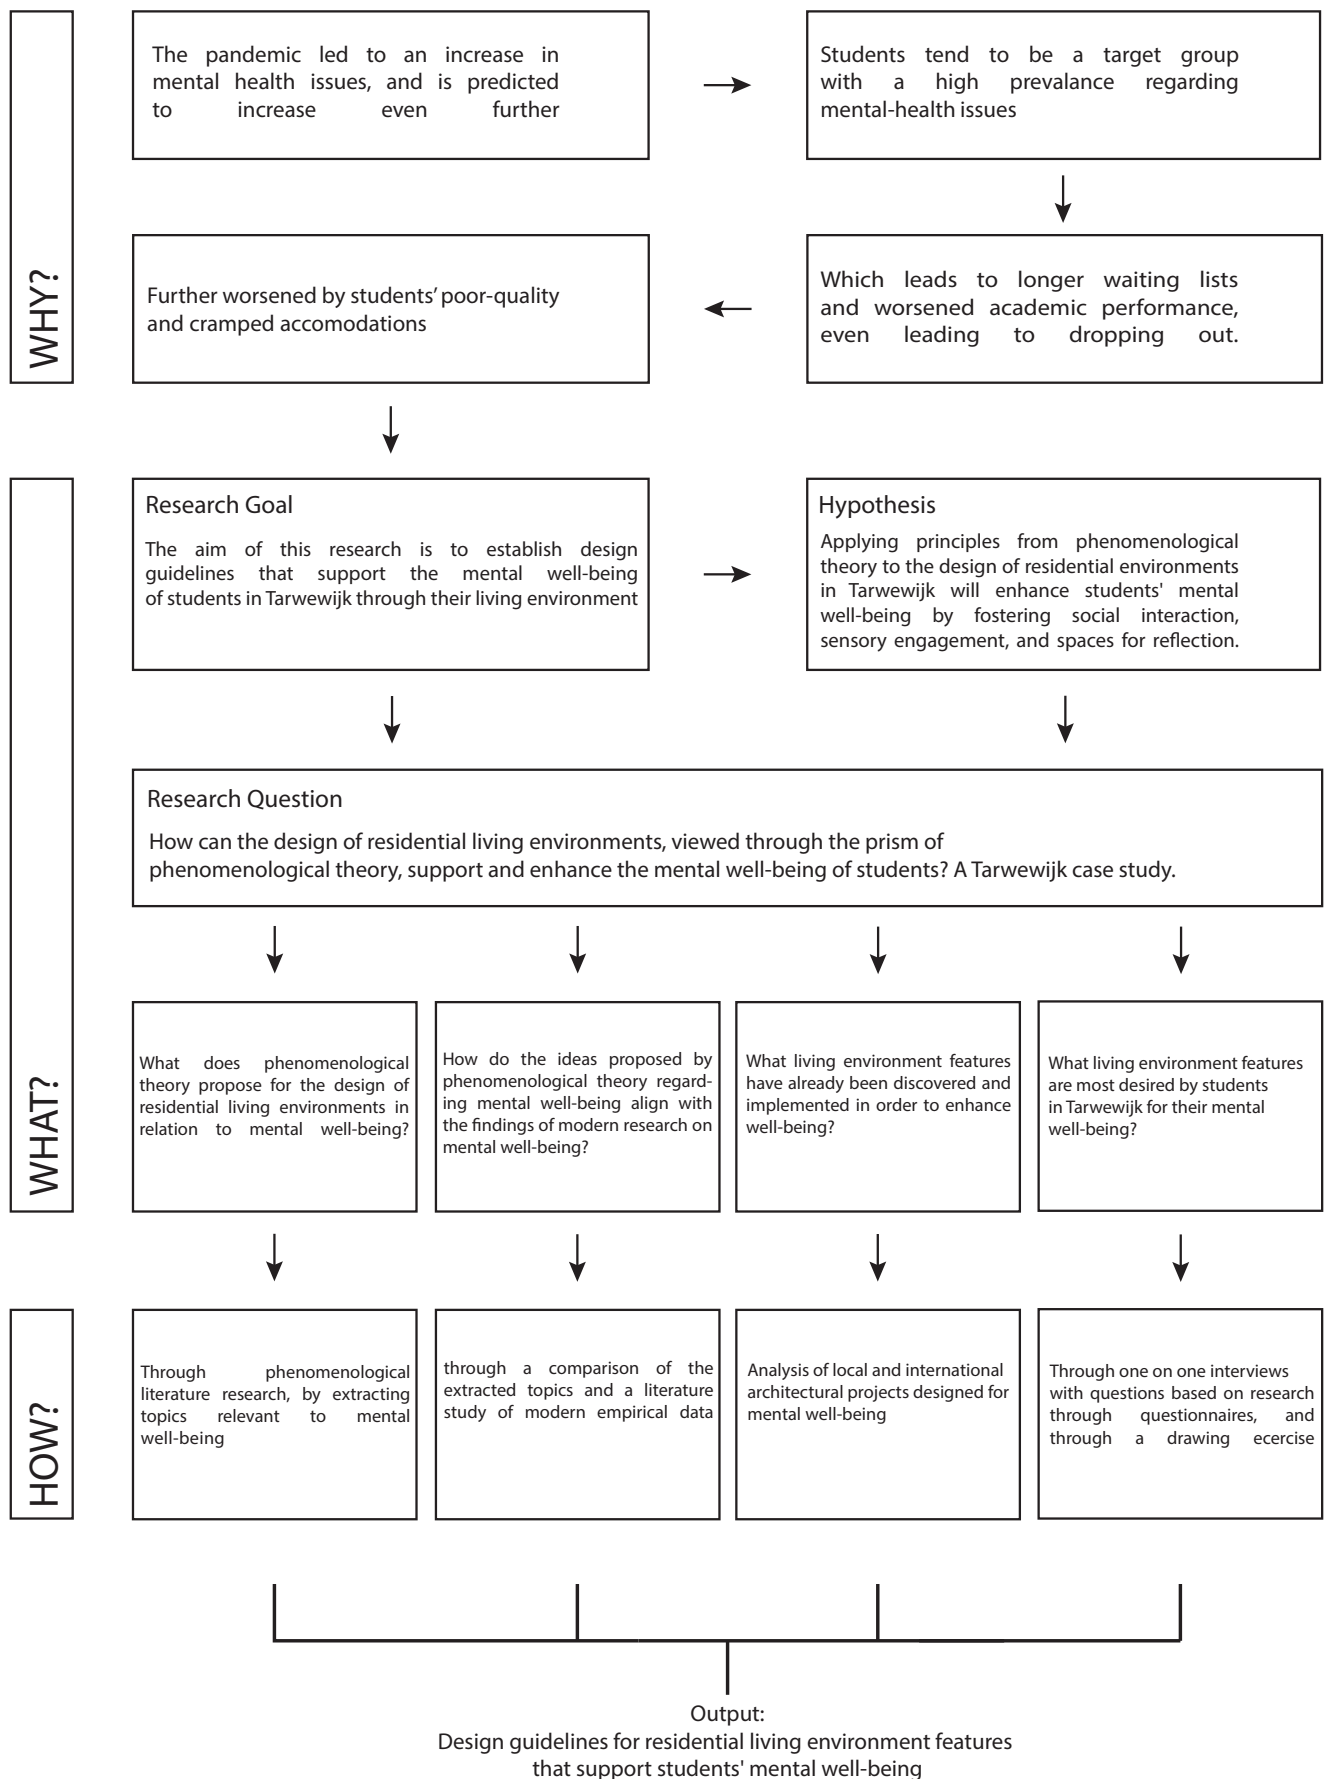 WHY?
The pandemic led to an increase in
mental health issues, and is predicted
to increase even further
Students tend to be a target group
with a high prevalance regarding
mental-health issues
Which leads to longer waiting lists
and worsened academic performance,
even leading to dropping out.
Further worsened by students' poor-quality
and cramped accomodations
WHAT?
Research Goal
The aim of this research is to establish design
guidelines that support the mental well-being
of students in Tarwewijk through their living environment
Hypothesis
Applying principles from phenomenological
theory to the design of residential environments
in Tarwewijk will enhance students' mental
well-being by fostering social interaction,
sensory engagement, and spaces for reflection.
Research Question
How can the design of residential living environments, viewed through the prism of
phenomenological theory, support and enhance the mental well-being of students? A Tarwewijk case study.
What does phenomenological
theory propose for the design of
residential living environments in
relation to mental well-being?
How do the ideas proposed by
phenomenological theory regard-
ing mental well-being align with
the findings of modern research on
mental well-being?
What living environment features
have already been discovered and
implemented in order to enhance
well-being?
What living environment features
are most desired by students
in Tarwewijk for their mental
well-being?
HOW?
Through phenomenological
literature research, by extracting
topics relevant to mental
well-being
through a comparison of the
extracted topics and a literature
study of modern empirical data
Analysis of local and international
architectural projects designed for
mental well-being
Through one on one interviews
with questions based on research
through questionnaires, and
through a drawing ecercise
Output:
Design guidelines for residential living environment features
that support students' mental well-being